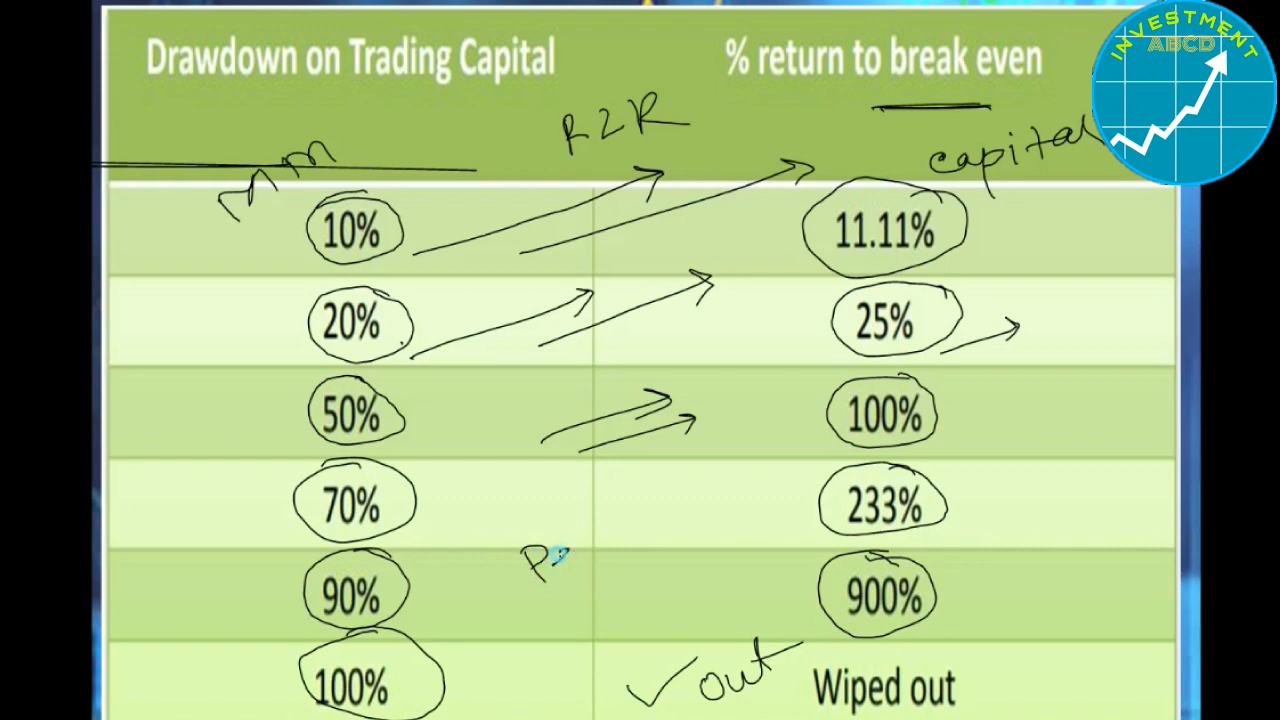 Drawdown on Trading Capital % return to break even
INVESTMENT
ABCD
R2R
capital
MM
10% 11.11%
20% 25%
50% 100%
70% 233%
90% 900%
100% out Wiped out